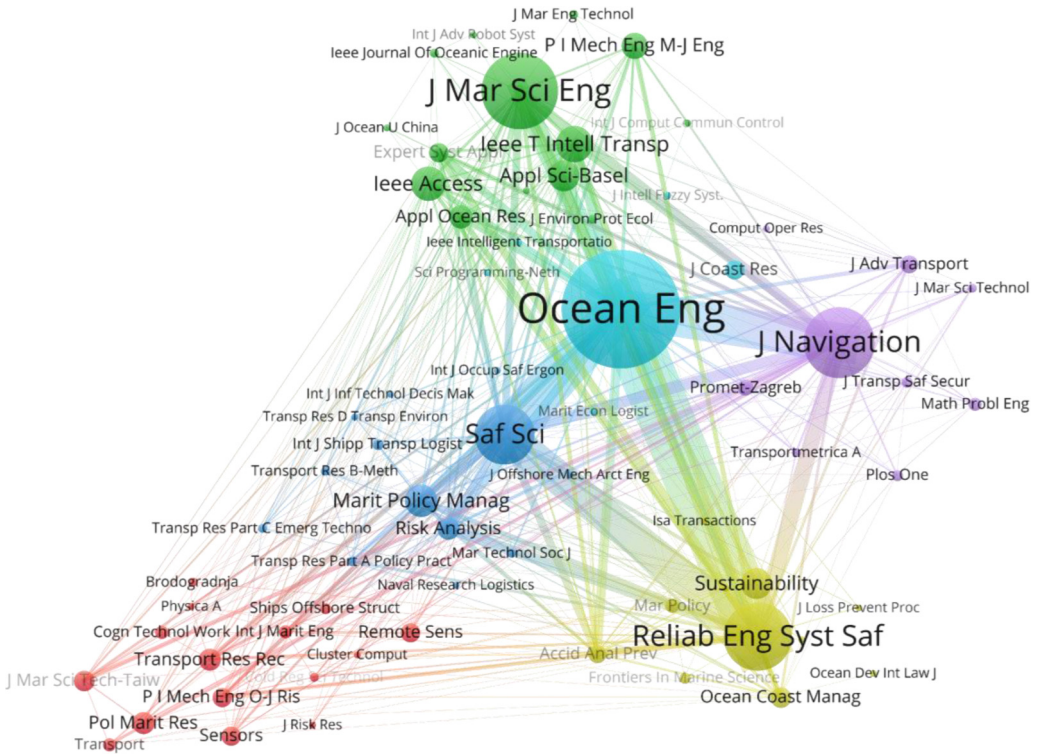 J Mar Eng Technol
Int J Adv Robot Syst
P I Mech Eng M-J Eng
Ieee Journal Of Oceanic Engine
J Mar Sci Eng
Int J Comput Commun Control
J Ocean U China
Ieee T Intell Transp
Expert Syst Appl
Appl Sci-Basel
Ieee Access
J Intell Fuzzy Syst.
Appl Ocean Res
J Environ Prot Ecol
Comput Oper Res
Ieee Intelligent Transportatio
J Adv Transport
J Coast Res
Sci Programming-Neth
J Mar Sci Technol
Ocean Eng
J Navigation
Int J Occup Saf Ergon
J Transp Saf Secur
Promet-Zagreb
Int J Inf Technol Decis Mak
Math Probl Eng
Marit Econ Logist
Transp Res D Transp Environ
Saf Sci
Int J Shipp Transp Logist
Transportmetrica A
Transport Res B-Meth
J Offshore Mech Arct Eng
Plos One
Marit Policy Manag
Isa Transactions
Transp Res Part C Emerg Techno
Risk Analysis
Mar Technol Soc J
Transp Res Part A Policy Pract
Brodogradnja
Naval Research Logistics
Sustainability
Physica A
Ships Offshore Struct
Mar Policy
J Loss Prevent Proc
Cogn Technol Work
Int J Marit Eng
Remote Sens
Reliab Eng Syst Saf
Cluster Comput
Accid Anal Prev
Transport Res Rec
Ocean Dev Int Law J
J Mar Sci Tech-Taiw
Cold Reg Sci Technol
Frontiers In Marine Science
P I Mech Eng O-J Ris
Ocean Coast Manag
Pol Marit Res
J Risk Res
Sensors
Transport